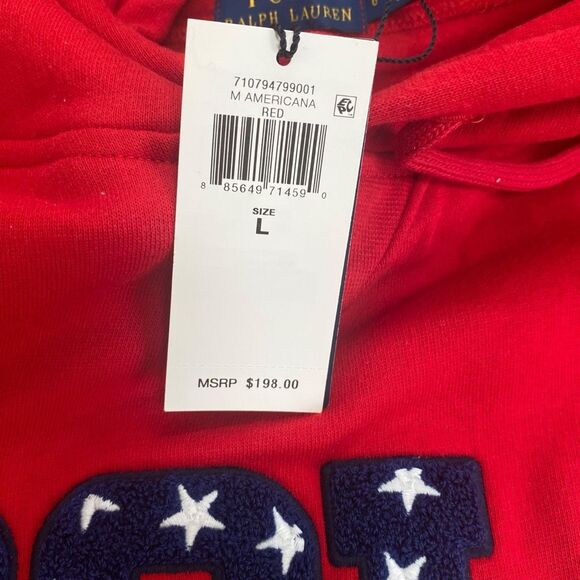 RALPH LAUREN
710794799001
M AMERICANA
RED
8 85649 71459 0
SIZE
L
MSRP $198.00